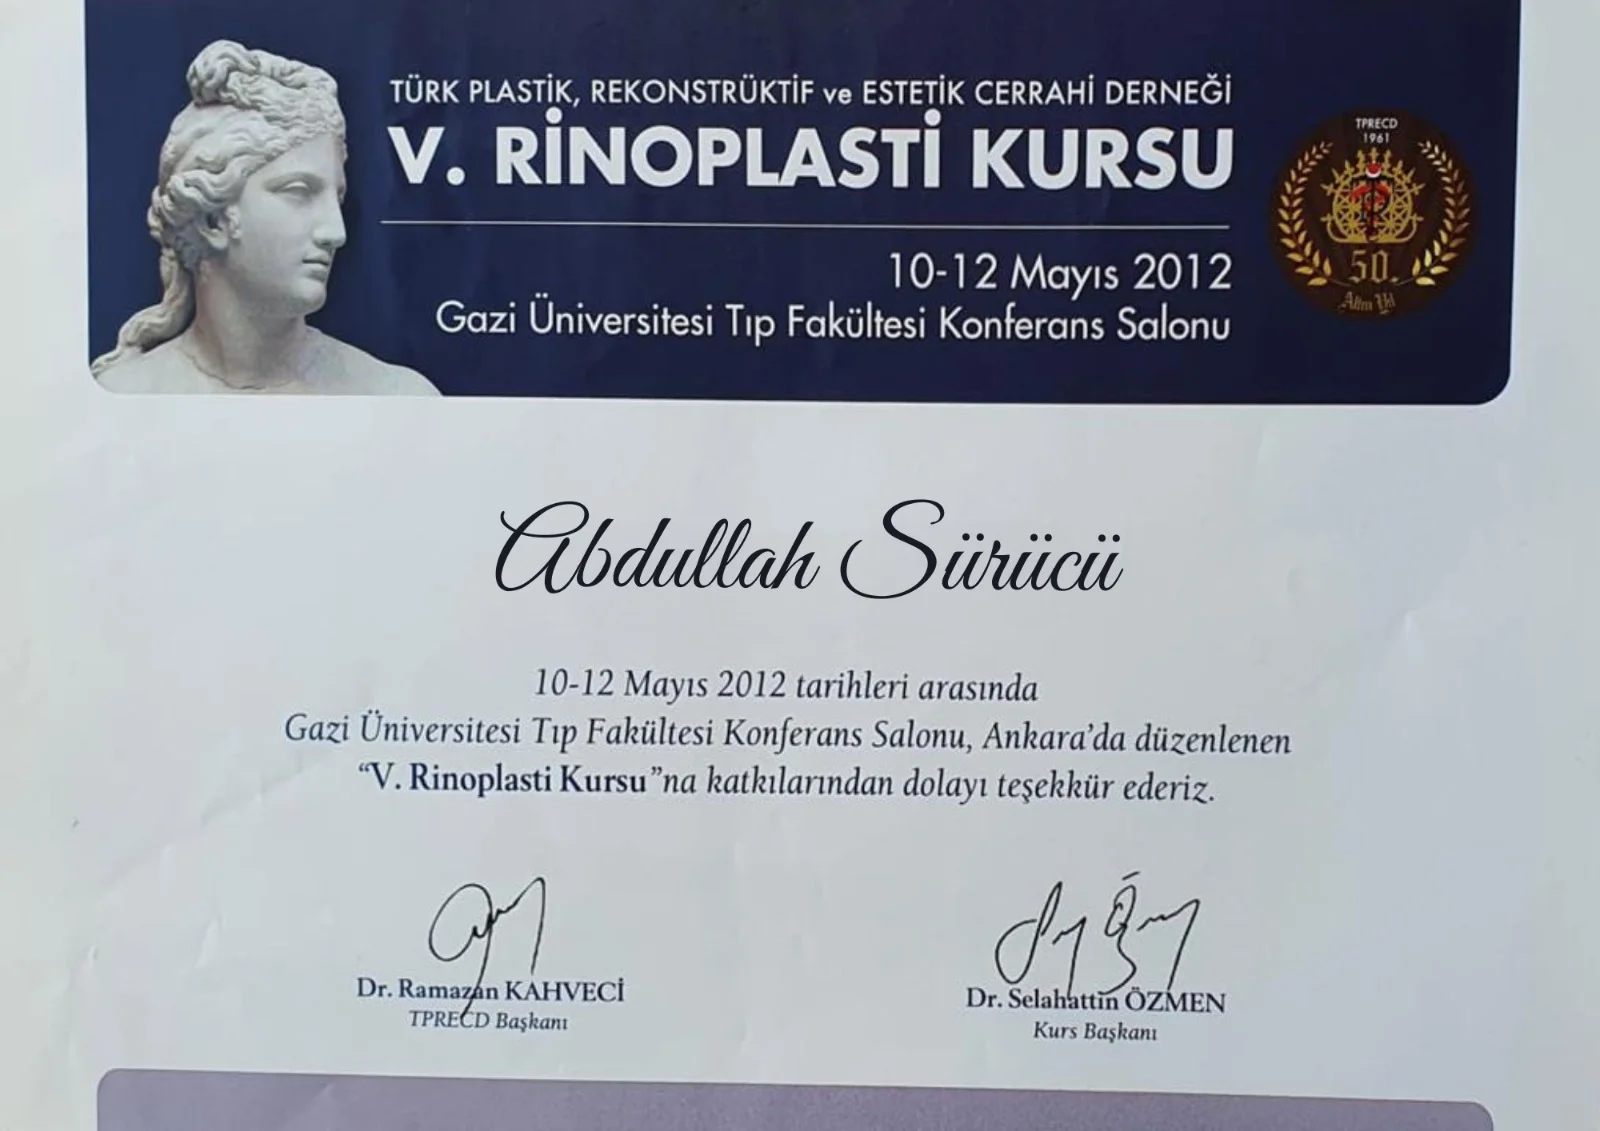 TÜRK PLASTİK, REKONSTRÜKTİF ve ESTETİK CERRAHİ DERNEĞİ
V. RİNOPLASTİ KURSU
10-12 Mayıs 2012
Gazi Üniversitesi Tıp Fakültesi Konferans Salonu
TPRECD
1961
50.
Altın Yıl
Abdullah Sürücü
10-12 Mayıs 2012 tarihleri arasında
Gazi Üniversitesi Tıp Fakültesi Konferans Salonu, Ankara’da düzenlenen
“V. Rinoplasti Kursu”na katkılarından dolayı teşekkür ederiz.
Dr. Ramazan KAHVECİ
TPRECD Başkanı
Dr. Selahattin ÖZMEN
Kurs Başkanı